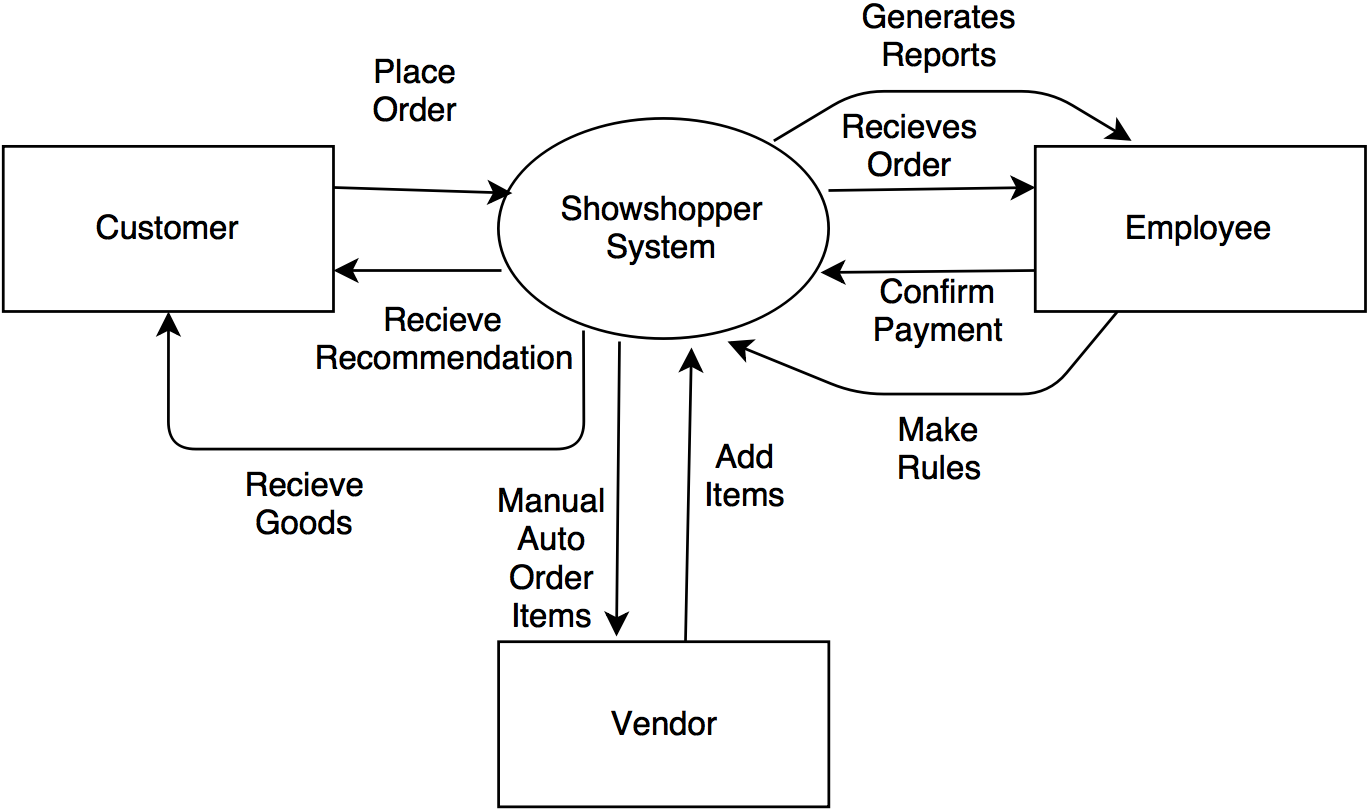 Generates
Reports
Place
Order
Recieves
Order
Customer
Showshopper
System
Employee
Recieve
Recommendation
Confirm
Payment
Make
Rules
Add
Items
Recieve
Goods
Manual
Auto
Order
Items
Vendor